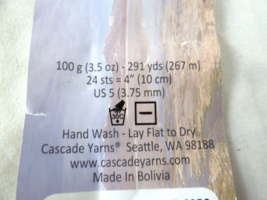 100 g (3.5 oz) - 291 yds (267 m)
24 sts = 4" (10 cm)
US 5 (3.75 mm)
30C
Hand Wash - Lay Flat to Dry
Cascade Yarns® Seattle, WA 98188
www.cascadeyarns.com
Made In Bolivia